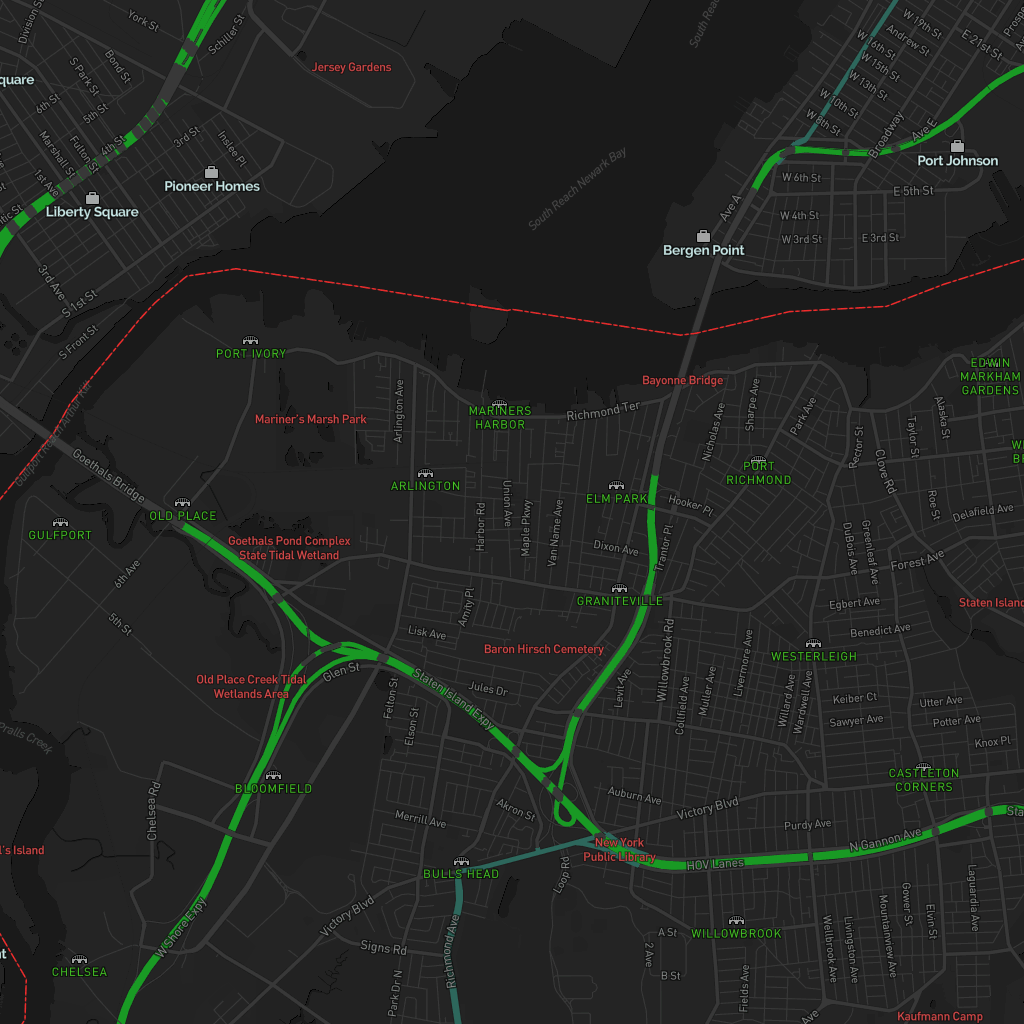 Division St
York St
Schiller St
South Reach
W 19th St
Andrew St
E 21st St
W 16th St
W 15th St
W 13th St
W 10th St
W 8th St
Bond St
S Park St
Jersey Gardens
quare
6th St
5th St
4th St
3rd St
Fulton St
Marshall St
Inslee Pl
1st Ave
Broadway
Ave E
Port Johnson
Pioneer Homes
Liberty Square
South Reach Newark Bay
W 6th St
E 5th St
Ave A
W 4th St
W 3rd St
E 3rd St
Bergen Point
3rd Ave
S 1st St
S Front St
PORT IVORY
Bayonne Bridge
EDWIN
MARKHAM
GARDENS
Arlington Ave
Mariner's Marsh Park
MARINERS
HARBOR
Richmond Ter
Nicholas Ave
Sharpe Ave
Park Ave
Alaska St
Taylor St
Rector St
Clove Rd
Goethals Bridge
ARLINGTON
PORT
RICHMOND
ELM PARK
Hooker Pl
Roe St
Delafield Ave
OLD PLACE
GULFPORT
Union Ave
Harbor Rd
Maple Pkwy
Van Name Ave
Dixon Ave
Trantor Pl
DuBois Ave
Greenleaf Ave
Forest Ave
Goethals Pond Complex
State Tidal Wetland
6th Ave
5th St
GRANITEVILLE
Amity Pl
Egbert Ave
Benedict Ave
Staten Island
Lisk Ave
Baron Hirsch Cemetery
Willowbrook Rd
Livermore Ave
WESTERLEIGH
Old Place Creek Tidal
Wetlands Area
Glen St
Staten Island Expy
Jules Dr
Levit Ave
Collfield Ave
Muller Ave
Willard Ave
Wardwell Ave
Keiber Ct
Utter Ave
Sawyer Ave
Potter Ave
Knox Pl
Felton St
Elson St
BLOOMFIELD
CASTLETON
CORNERS
Chelsea Rd
Merrill Ave
Akron St
Auburn Ave
Victory Blvd
Purdy Ave
N Gannon Ave
New York
Public Library
HOV Lanes
BULLS HEAD
Loop Rd
Victory Blvd
Signs Rd
Richmond Ave
Park Dr N
W Shore Expy
CHELSEA
WILLOWBROOK
A St
2 Ave
B St
Fields Ave
Wellbrook Ave
Livingston Ave
Mountainview Ave
Gower St
Elvin St
Laguardia Ave
Kaufmann Camp